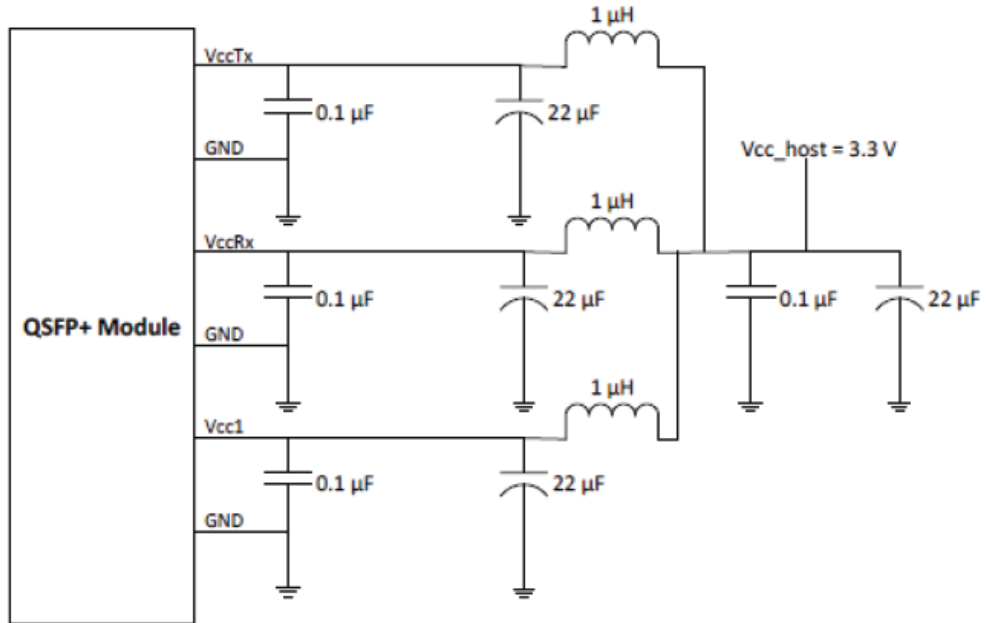 1 µH
VccTx
0.1 µF
22 µF
GND
Vcc_host = 3.3 V
1 µH
VccRx
0.1 µF
22 µF
0.1 µF
22 µF
QSFP+ Module
GND
1 µH
Vcc1
0.1 µF
22 µF
GND